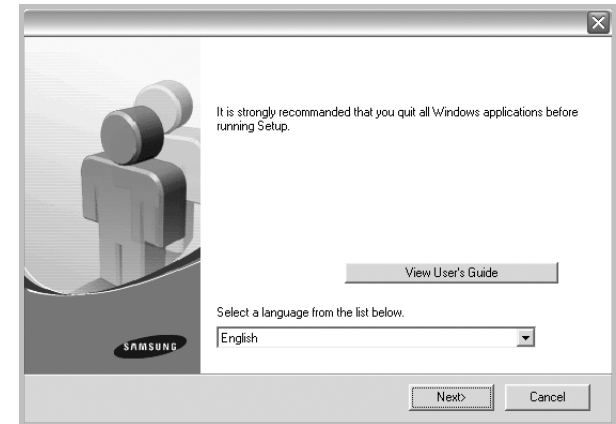 It is strongly recommanded that you quit all Windows applications before
running Setup.
View User's Guide
Select a language from the list below.
English
SAMSUNG
Next>
Cancel